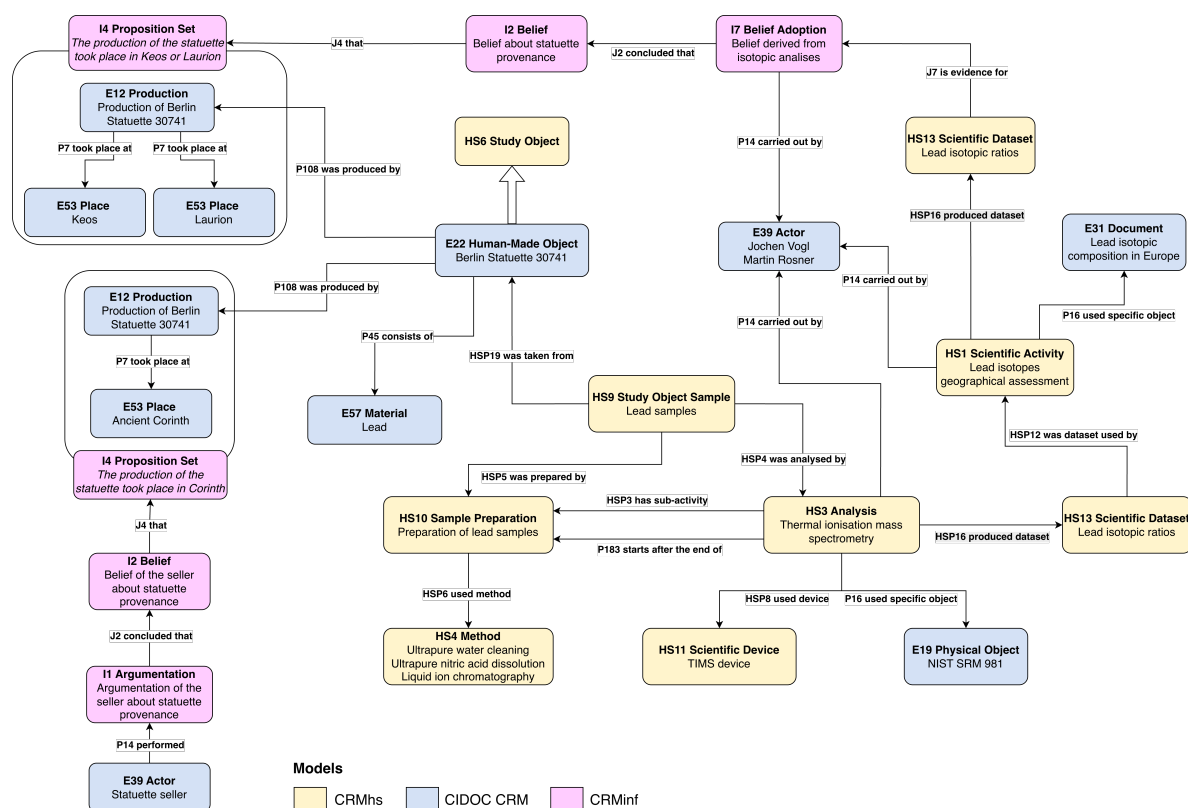 I4 Proposition Set
The production of the statuette
took place in Keos or Laurion
J4 that
I2 Belief
Belief about statuette
provenance
J2 concluded that
I7 Belief Adoption
Belief derived from
isotopic analises
J7 is evidence for
E12 Production
Production of Berlin
Statuette 30741
P7 took place at
P7 took place at
E53 Place
Keos
E53 Place
Laurion
P108 was produced by
HS6 Study Object
P14 carried out by
HS13 Scientific Dataset
Lead isotopic ratios
HSP16 produced dataset
E22 Human-Made Object
Berlin Statuette 30741
E39 Actor
Jochen Vogl
Martin Rosner
E31 Document
Lead isotopic
composition in Europe
P14 carried out by
P16 used specific object
P108 was produced by
E12 Production
Production of Berlin
Statuette 30741
P7 took place at
E53 Place
Ancient Corinth
P45 consists of
HSP19 was taken from
P14 carried out by
HS1 Scientific Activity
Lead isotopes
geographical assessment
E57 Material
Lead
HS9 Study Object Sample
Lead samples
HSP12 was dataset used by
I4 Proposition Set
The production of the
statuette took place in Corinth
HSP5 was prepared by
HSP4 was analysed by
J4 that
HS10 Sample Preparation
Preparation of lead samples
HSP3 has sub-activity
P183 starts after the end of
HS3 Analysis
Thermal ionisation mass
spectrometry
HSP16 produced dataset
HS13 Scientific Dataset
Lead isotopic ratios
I2 Belief
Belief of the seller
about statuette
provenance
HSP6 used method
HSP8 used device
P16 used specific object
J2 concluded that
HS4 Method
Ultrapure water cleaning
Ultrapure nitric acid dissolution
Liquid ion chromatography
HS11 Scientific Device
TIMS device
E19 Physical Object
NIST SRM 981
I1 Argumentation
Argumentation of the
seller about statuette
provenance
P14 performed
E39 Actor
Statuette seller
Models
CRMhs
CIDOC CRM
CRMinf